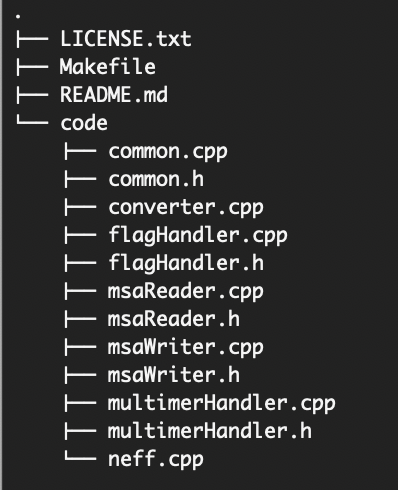 .
├── LICENSE.txt
├── Makefile
├── README.md
└── code
    ├── common.cpp
    ├── common.h
    ├── converter.cpp
    ├── flagHandler.cpp
    ├── flagHandler.h
    ├── msaReader.cpp
    ├── msaReader.h
    ├── msaWriter.cpp
    ├── msaWriter.h
    ├── multimerHandler.cpp
    ├── multimerHandler.h
    └── neff.cpp